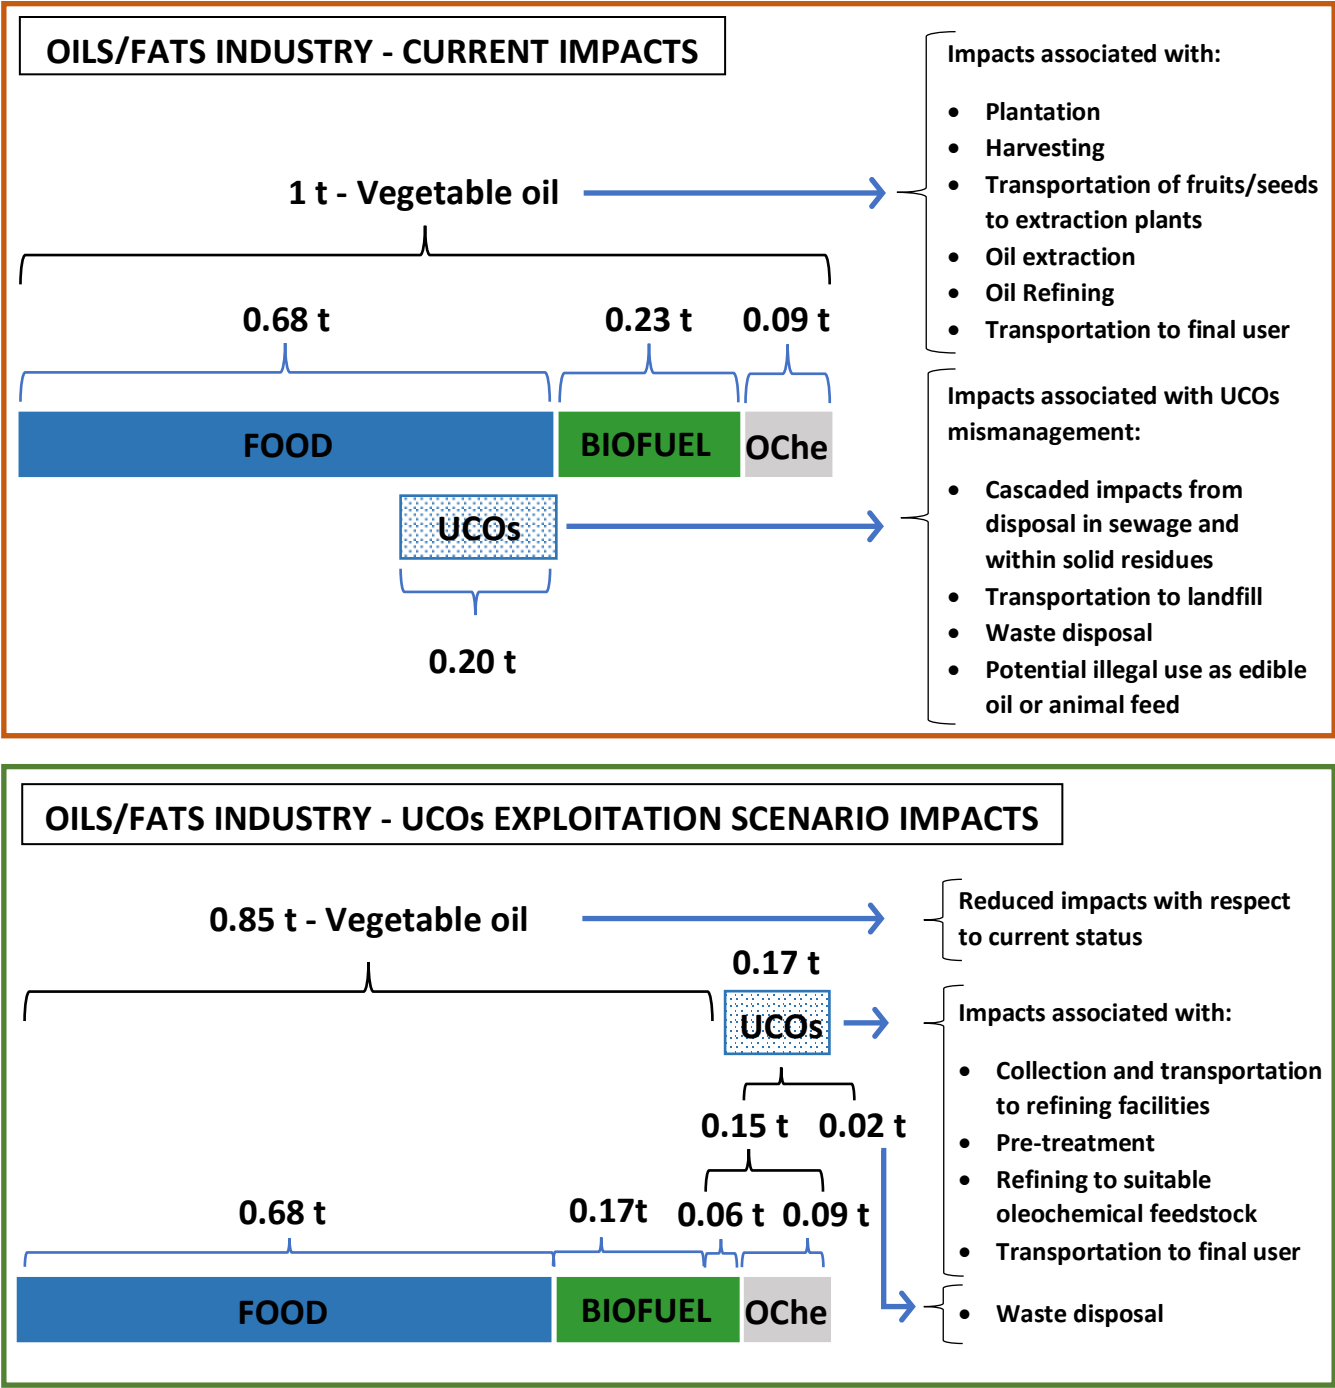 OILS/FATS INDUSTRY - CURRENT IMPACTS
1 t - Vegetable oil
0.68 t
0.23 t
0.09 t
FOOD
BIOFUEL
OChe
UCOs
0.20 t
Impacts associated with:
• Plantation
• Harvesting
• Transportation of fruits/seeds
to extraction plants
• Oil extraction
• Oil Refining
• Transportation to final user
Impacts associated with UCOs
mismanagement:
• Cascaded impacts from
disposal in sewage and
within solid residues
• Transportation to landfill
• Waste disposal
• Potential illegal use as edible
oil or animal feed
OILS/FATS INDUSTRY - UCOs EXPLOITATION SCENARIO IMPACTS
0.85 t - Vegetable oil
0.17 t
UCOs
0.15 t
0.02 t
0.68 t
0.17t
0.06 t
0.09 t
FOOD
BIOFUEL
OChe
Reduced impacts with respect
to current status
Impacts associated with:
• Collection and transportation
to refining facilities
• Pre-treatment
• Refining to suitable
oleochemical feedstock
• Transportation to final user
• Waste disposal